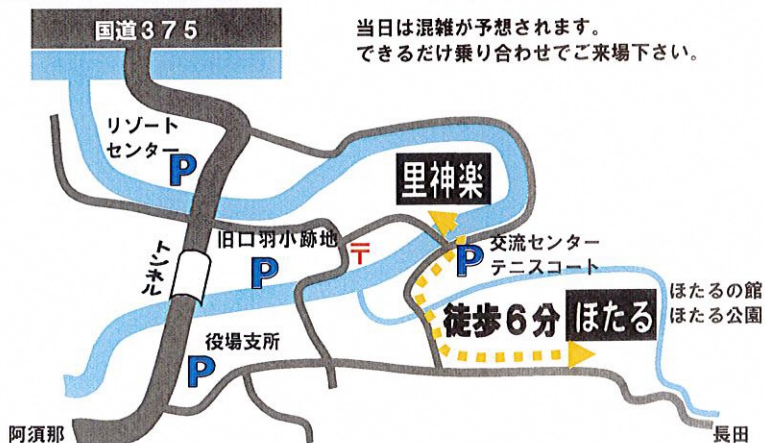 国道375
当日は混雑が予想されます。
できるだけ乗り合わせでご来場下さい。
リゾート
センター
P
里神楽
旧口羽小跡地
P
〒
P
交流センター
テニスコート
トンネル
ほたるの館
ほたる公園
徒歩6分
ほたる
役場支所
P
阿須那
長田